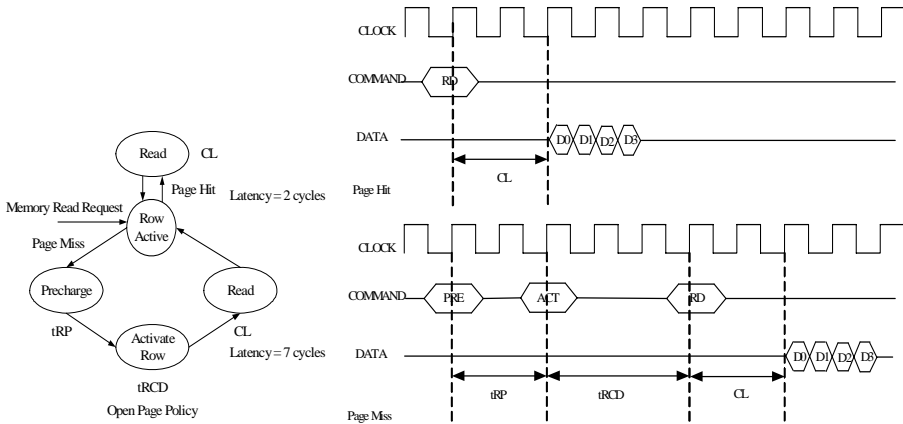 Read
CL
Page Hit
Latency = 2 cycles
Memory Read Request
Row
Active
Page Miss
Precharge
Read
tRP
CL
Activate
Row
Latency = 7 cycles
tRCD
Open Page Policy
CLOCK
COMMAND
RD
DATA
D0 D1 D2 D3
CL
Page Hit
CLOCK
COMMAND
PRE ACT RD
DATA
D0 D1 D2 D3
tRP tRCD CL
Page Miss